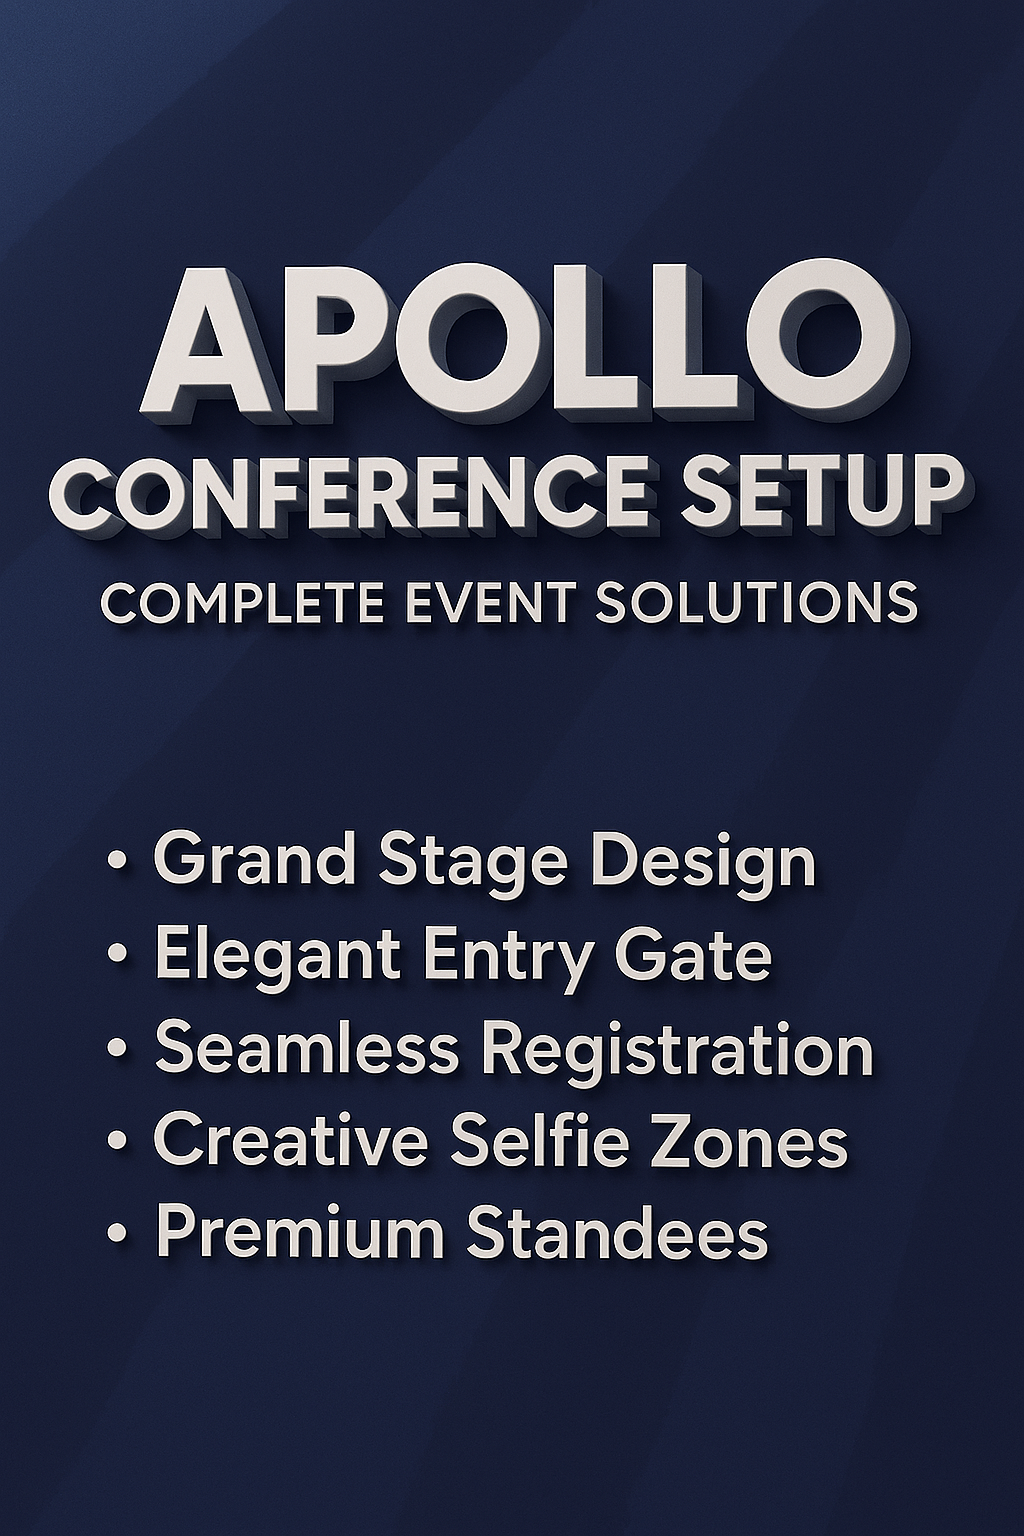 APOLLO
CONFERENCE SETUP
COMPLETE EVENT SOLUTIONS
• Grand Stage Design
• Elegant Entry Gate
• Seamless Registration
• Creative Selfie Zones
• Premium Standees